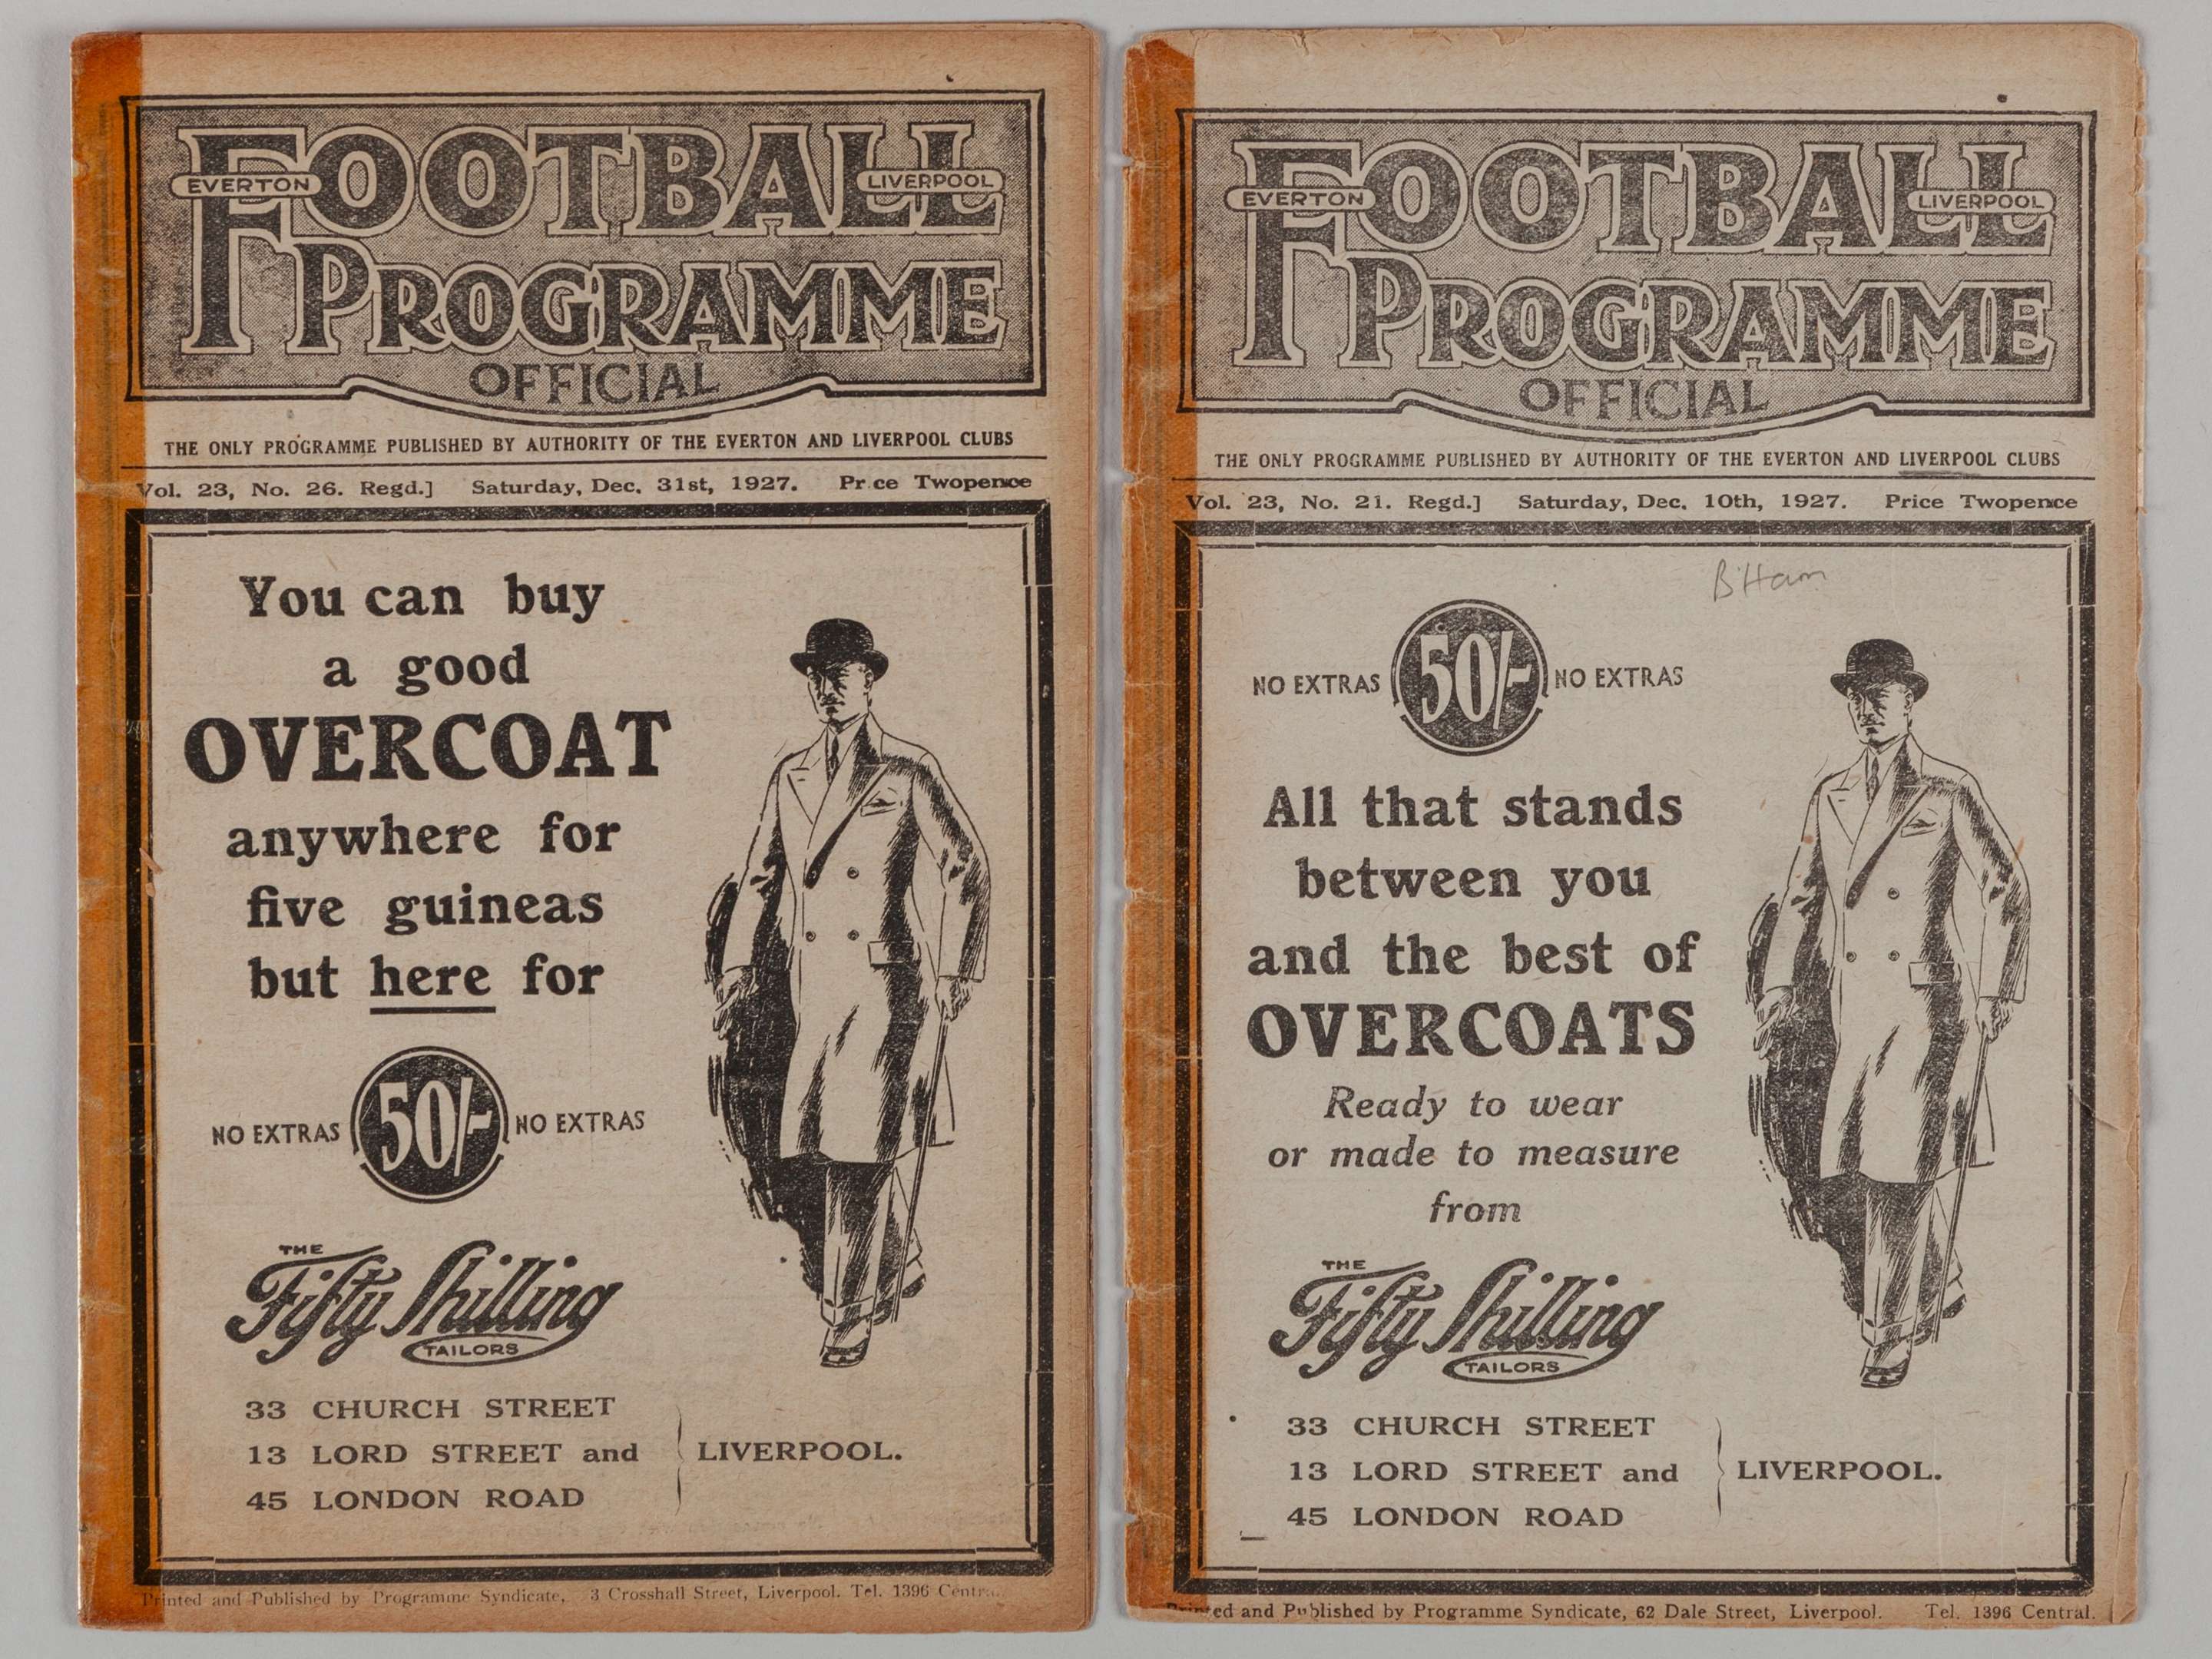 FOOTBALL
EVERTON
LIVERPOOL
PROGRAMME
OFFICIAL
THE ONLY PROGRAMME PUBLISHED BY AUTHORITY OF THE EVERTON AND LIVERPOOL CLUBS
Vol. 23, No. 26. Regd.] Saturday, Dec. 31st, 1927. Pr ce Twopence
You can buy
a good
OVERCOAT
anywhere for
five guineas
but here for
NO EXTRAS 50/- NO EXTRAS
THE
Fifty Shilling
TAILORS
33 CHURCH STREET
13 LORD STREET and LIVERPOOL.
45 LONDON ROAD
Printed and Published by Programme Syndicate, 3 Crosshall Street, Liverpool. Tel. 1396
FOOTBALL
EVERTON
LIVERPOOL
PROGRAMME
OFFICIAL
THE ONLY PROGRAMME PUBLISHED BY AUTHORITY OF THE EVERTON AND LIVERPOOL CLUBS
Vol. 23, No. 21. Regd.] Saturday, Dec. 10th, 1927. Price Twopence
B'Ham
NO EXTRAS 50/- NO EXTRAS
All that stands
between you
and the best of
OVERCOATS
Ready to wear
or made to measure
from
THE
Fifty Shilling
TAILORS
33 CHURCH STREET
13 LORD STREET and LIVERPOOL.
45 LONDON ROAD
Printed and Published by Programme Syndicate, 62 Dale Street, Liverpool. Tel. 1396 Central.